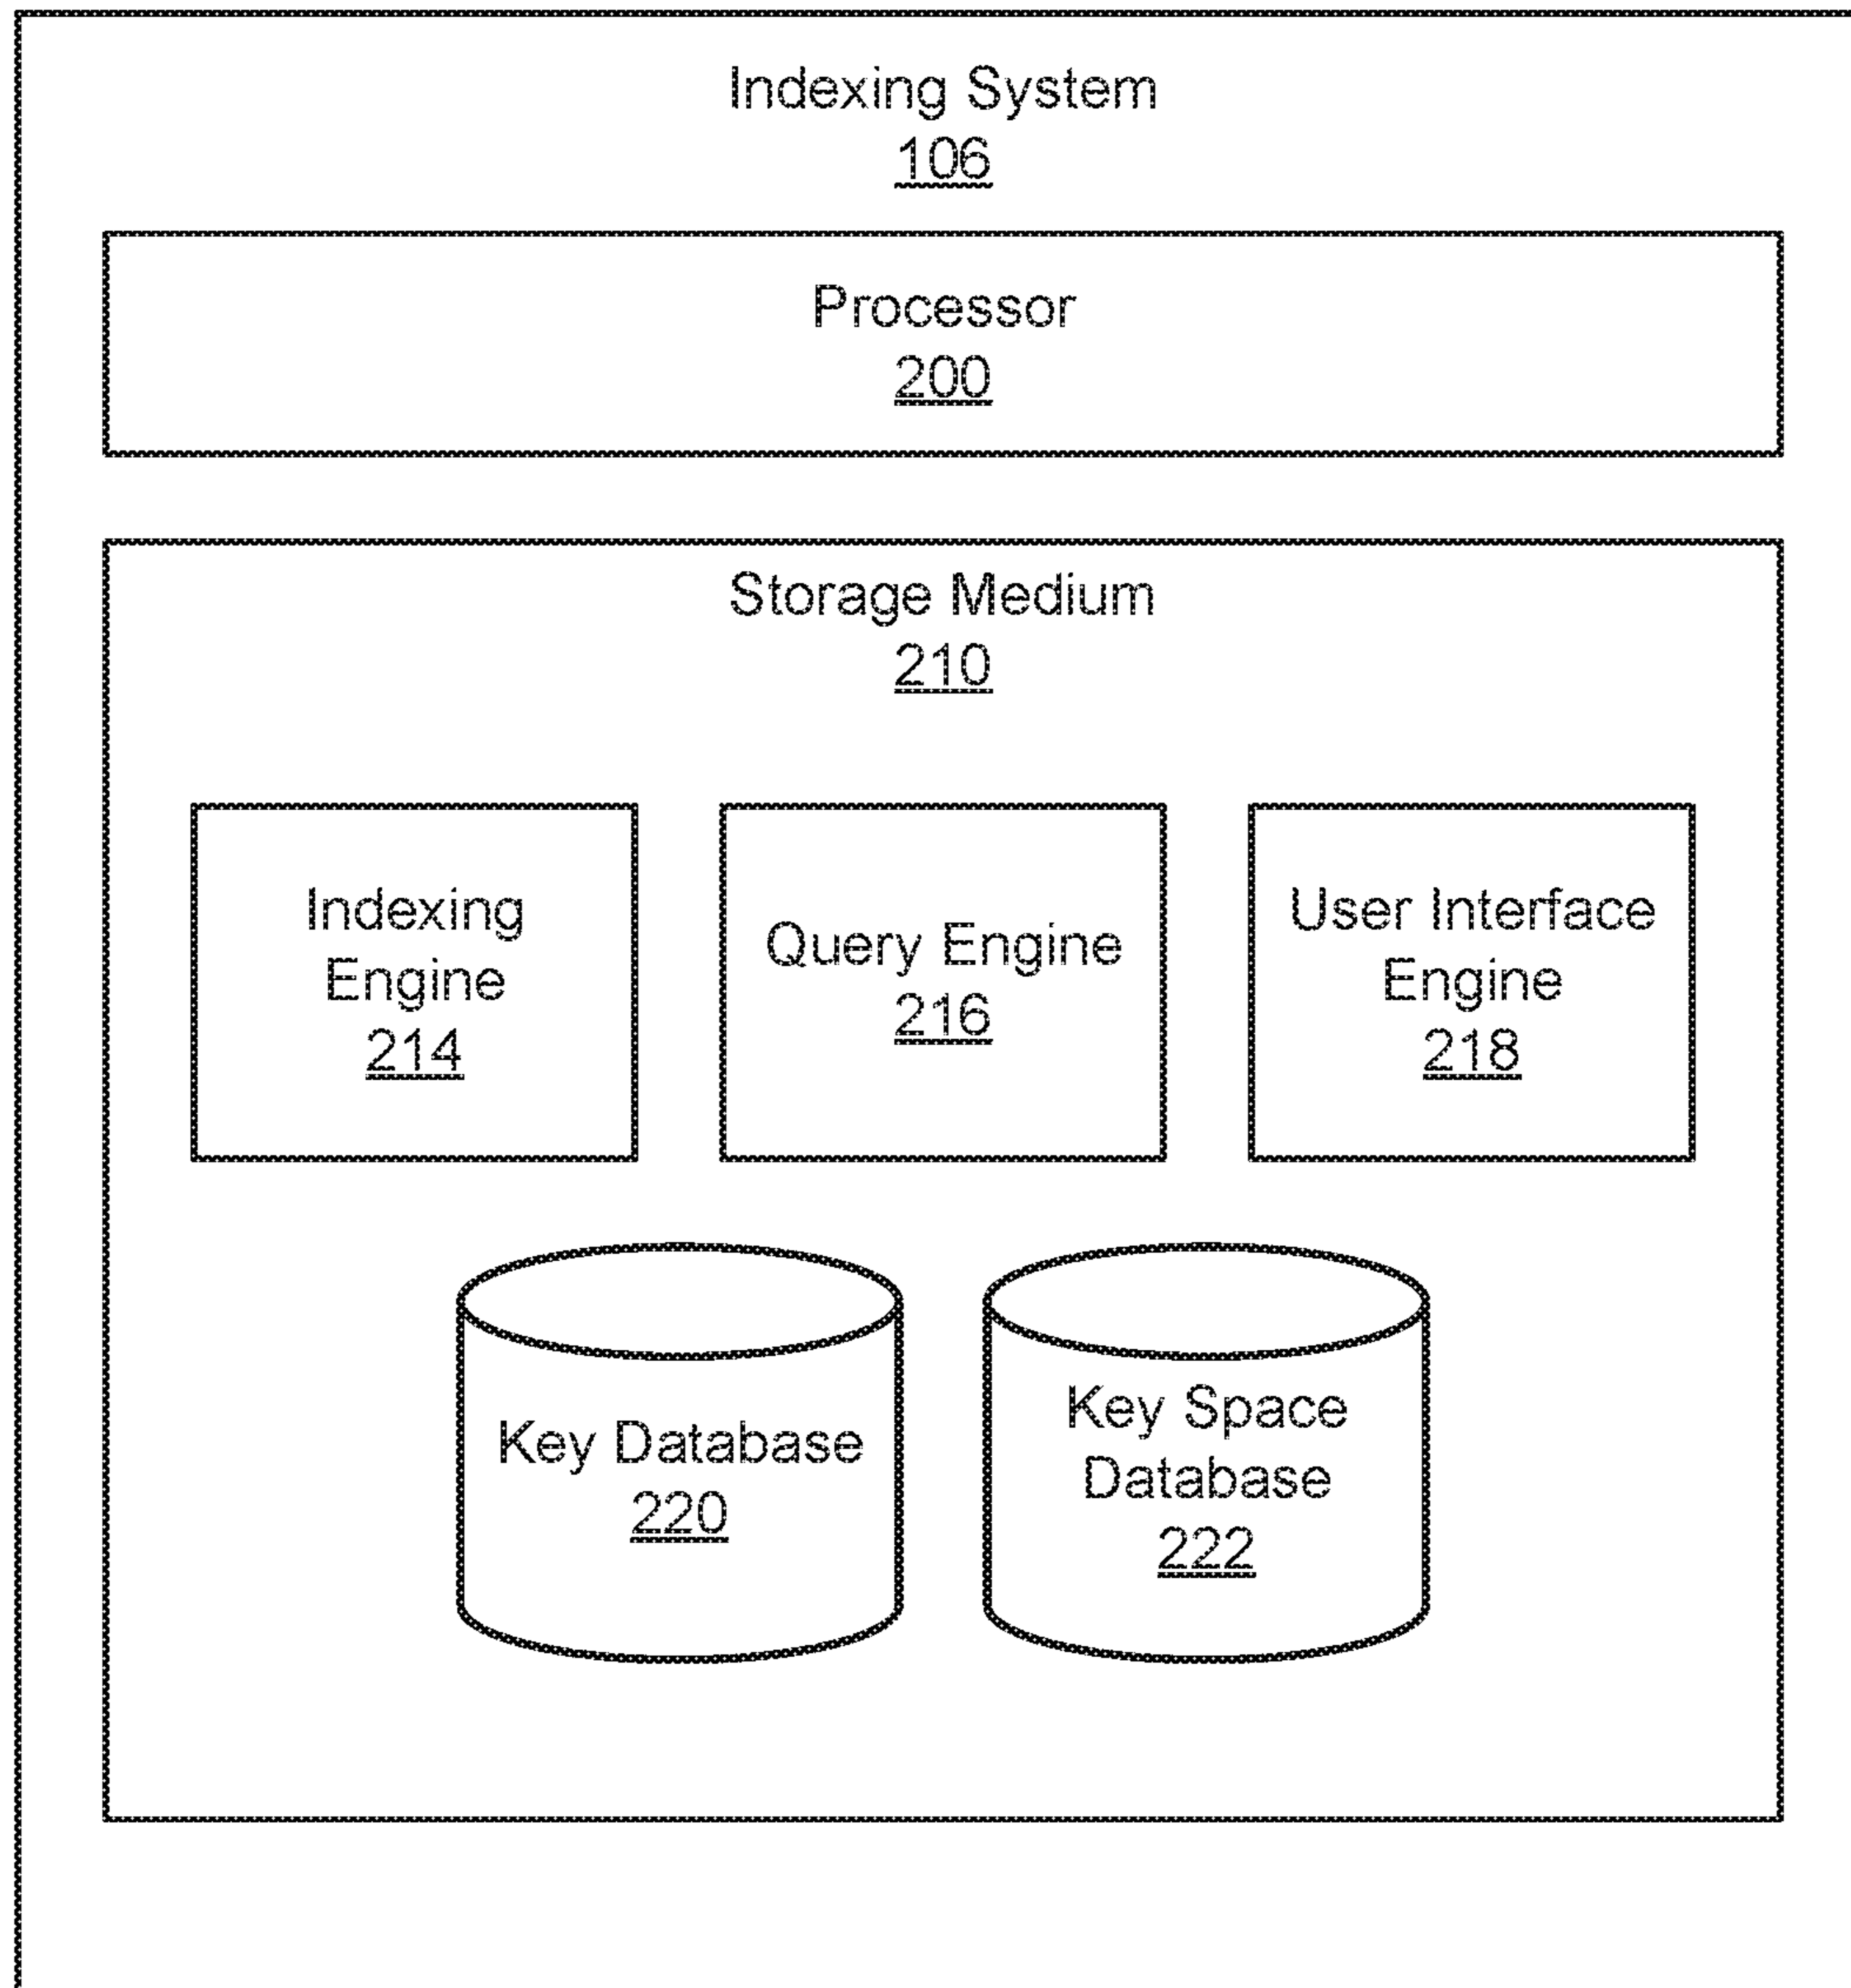 Indexing System
106
Processor
200
Storage Medium
210
Indexing
Engine
214
Query Engine
216
User Interface
Engine
218
Key Database
220
Key Space
Database
222